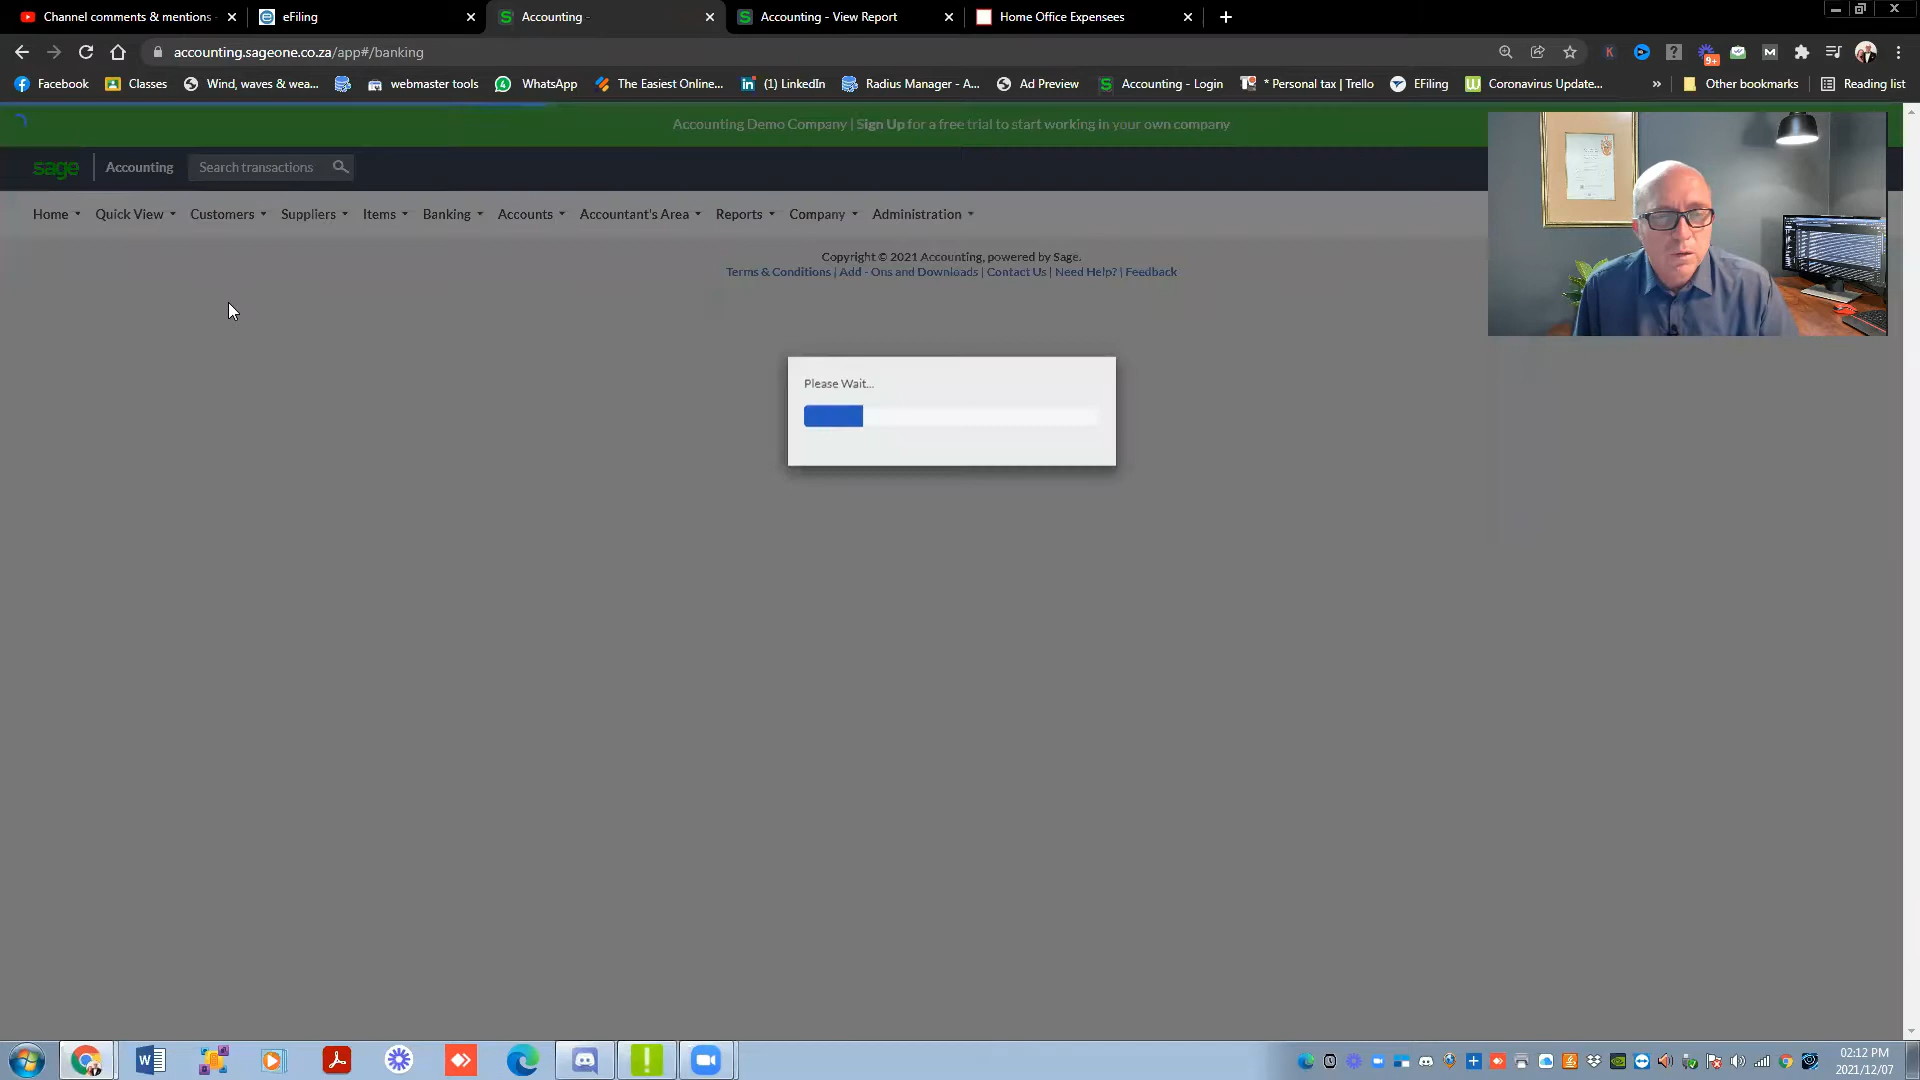 Channel comments & mentions
eFiling
Accounting -
Accounting - View Report
Home Office Expensees
accounting.sageone.co.za/app#/banking
9+
Facebook
Classes
Wind, waves & wea...
webmaster tools
WhatsApp
The Easiest Online...
(1) LinkedIn
Radius Manager - A...
Ad Preview
Accounting - Login
* Personal tax | Trello
EFiling
Coronavirus Update...
»
Other bookmarks
Reading list
Accounting Demo Company | Sign Up for a free trial to start working in your own company
sage
Accounting
Search transactions
Home
Quick View
Customers
Suppliers
Items
Banking
Accounts
Accountant's Area
Reports
Company
Administration
Copyright © 2021 Accounting, powered by Sage.
Terms & Conditions | Add - Ons and Downloads | Contact Us | Need Help? | Feedback
Please Wait...
02:12 PM
2021/12/07